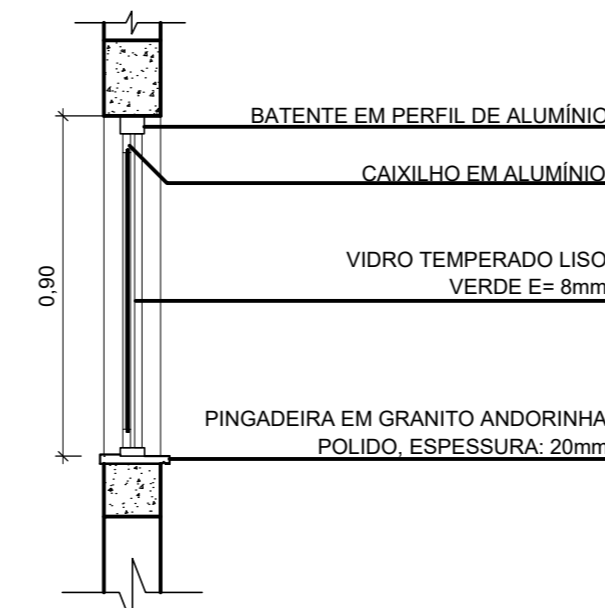 BATENTE EM PERFIL DE ALUMÍNIO
CAIXILHO EM ALUMÍNIO
0,90
VIDRO TEMPERADO LISO
VERDE E= 8mm
PINGADEIRA EM GRANITO ANDORINHA
POLIDO, ESPESSURA: 20mm